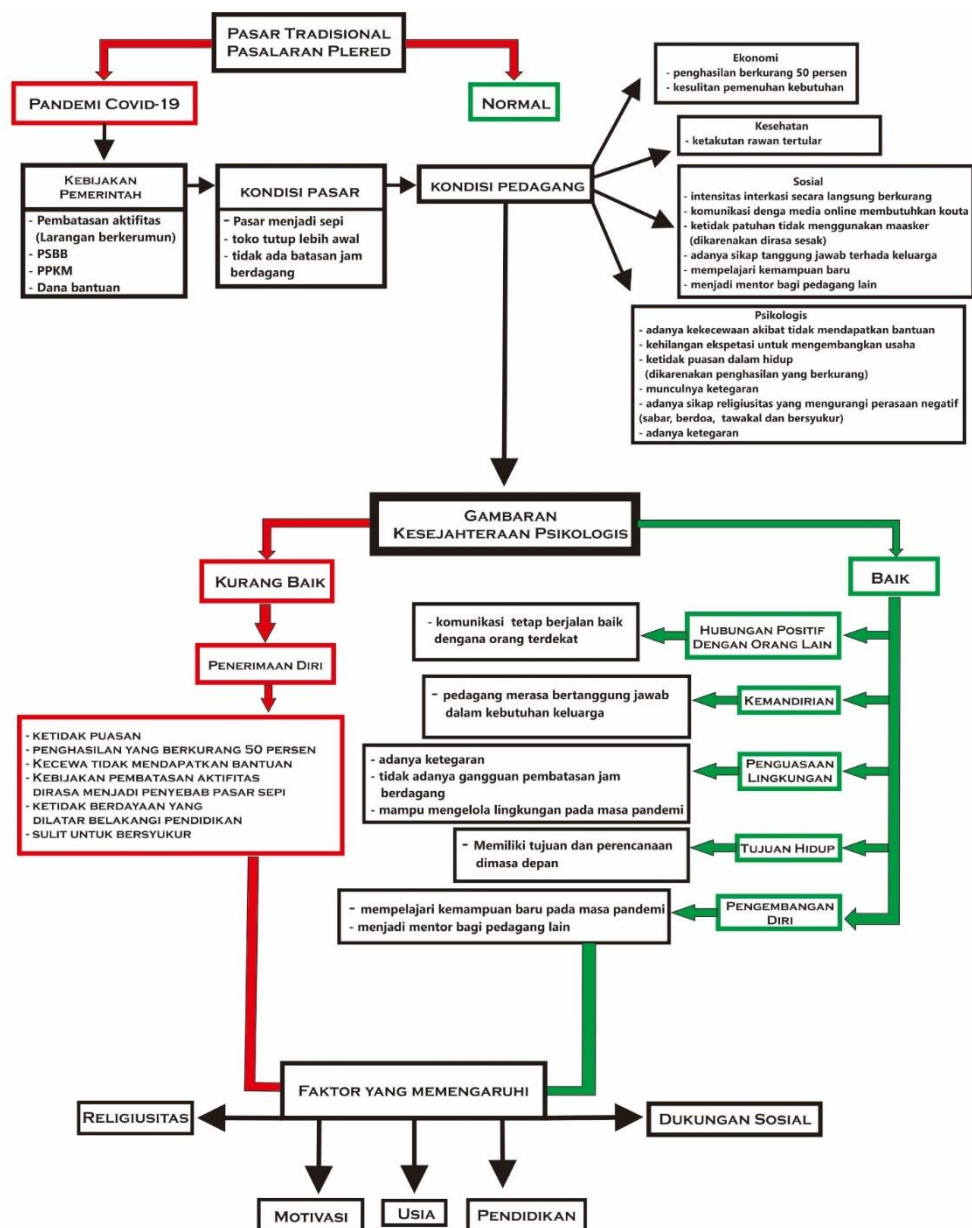 PASAR TRADISIONAL
PASALARAN PLERED
PANDEMI COVID-19
NORMAL
KEBIJAKAN
PEMERINTAH
- Pembatasan aktifitas
(Larangan berkerumun)
- PSBB
- PPKM
- Dana bantuan
KONDISI PASAR
- Pasar menjadi sepi
- toko tutup lebih awal
- tidak ada batasan jam
berdagang
KONDISI PEDAGANG
Ekonomi
- penghasilan berkurang 50 persen
- kesulitan pemenuhan kebutuhan
Kesehatan
- ketakutan rawan tertular
Sosial
- intensitas interkasi secara langsung berkurang
- komunikasi denga media online membutuhkan kouta
- ketidak patuhan tidak menggunakan maasker
(dikarenakan dirasa sesak)
- adanya sikap tanggung jawab terhada keluarga
- mempelajari kemampuan baru
- menjadi mentor bagi pedagang lain
Psikologis
- adanya kekecewaan akibat tidak mendapatkan bantuan
- kehilangan ekspetasi untuk mengembangkan usaha
- ketidak puasan dalam hidup
(dikarenakan penghasilan yang berkurang)
- munculnya ketegaran
- adanya sikap religiusitas yang mengurangi perasaan negatif
(sabar, berdoa, tawakal dan bersyukur)
- adanya ketegaran
GAMBARAN
KESEJAHTERAAN PSIKOLOGIS
KURANG BAIK
PENERIMAAN DIRI
- KETIDAK PUASAN
- PENGHASILAN YANG BERKURANG 50 PERSEN
- KECEWA TIDAK MENDAPATKAN BANTUAN
- KEBIJAKAN PEMBATASAN AKTIFITAS
DIRASA MENJADI PENYEBAB PASAR SEPI
- KETIDAK BERDAYAAN YANG
DILATAR BELAKANGI PENDIDIKAN
- SULIT UNTUK BERSYUKUR
BAIK
HUBUNGAN POSITIF
DENGAN ORANG LAIN
- komunikasi tetap berjalan baik
dengana orang terdekat
KEMANDIRIAN
- pedagang merasa bertanggung jawab
dalam kebutuhan keluarga
PENGUASAAN
LINGKUNGAN
- adanya ketegaran
- tidak adanya gangguan pembatasan jam
berdagang
- mampu mengelola lingkungan pada masa pandemi
TUJUAN HIDUP
- Memiliki tujuan dan perencanaan
dimasa depan
PENGEMBANGAN
DIRI
- mempelajari kemampuan baru pada masa pandemi
- menjadi mentor bagi pedagang lain
FAKTOR YANG MEMENGARUHI
RELIGIUSITAS
DUKUNGAN SOSIAL
MOTIVASI
USIA
PENDIDIKAN